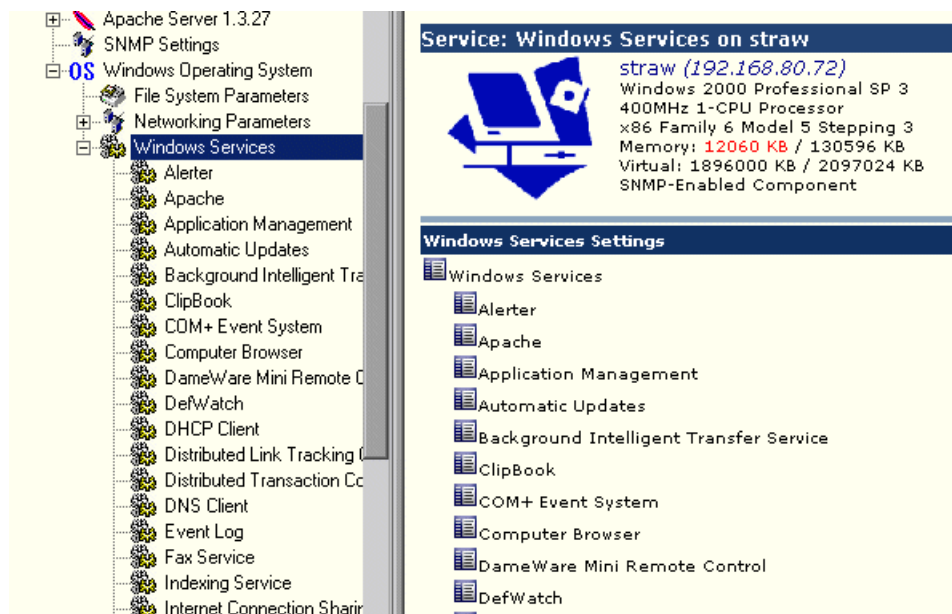 Apache Server 1.3.27
SNMP Settings
OS Windows Operating System
File System Parameters
Networking Parameters
Windows Services
Alerter
Apache
Application Management
Automatic Updates
Background Intelligent Tra
ClipBook
COM+ Event System
Computer Browser
DameWare Mini Remote C
DefWatch
DHCP Client
Distributed Link Tracking
Distributed Transaction Co
DNS Client
Event Log
Fax Service
Indexing Service
Internet Connection Sharin
Service: Windows Services on straw
straw (192.168.80.72)
Windows 2000 Professional SP 3
400MHz 1-CPU Processor
x86 Family 6 Model 5 Stepping 3
Memory: 12060 KB / 130596 KB
Virtual: 1896000 KB / 2097024 KB
SNMP-Enabled Component
Windows Services Settings
Windows Services
Alerter
Apache
Application Management
Automatic Updates
Background Intelligent Transfer Service
ClipBook
COM+ Event System
Computer Browser
DameWare Mini Remote Control
DefWatch